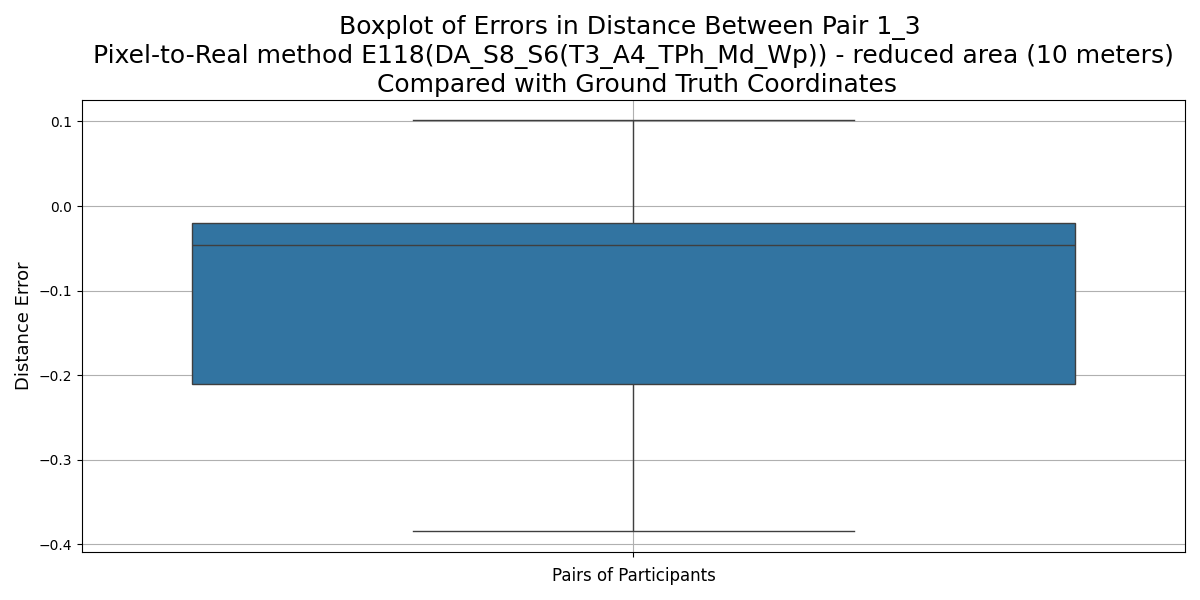 Boxplot of Errors in Distance Between Pair 1_3
Pixel-to-Real method E118(DA_S8_S6(T3_A4_TPh_Md_Wp)) - reduced area (10 meters)
Compared with Ground Truth Coordinates
0.1
0.0
−0.1
−0.2
−0.3
−0.4
Distance Error
Pairs of Participants